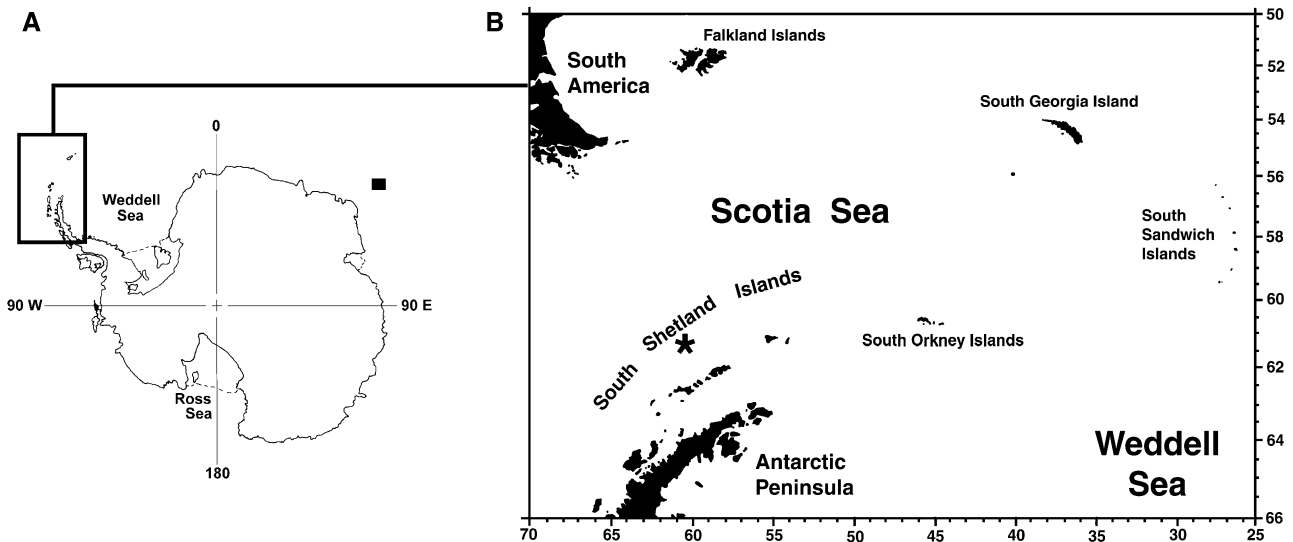 A
B
0
Weddell
Sea
90 W
90 E
Ross
Sea
180
South
America
Falkland Islands
South Georgia Island
Scotia Sea
South
Sandwich
Islands
South Shetland Islands
*
South Orkney Islands
Antarctic
Peninsula
Weddell
Sea
50
52
54
56
58
60
62
64
66
70 65 60 55 50 45 40 35 30 25